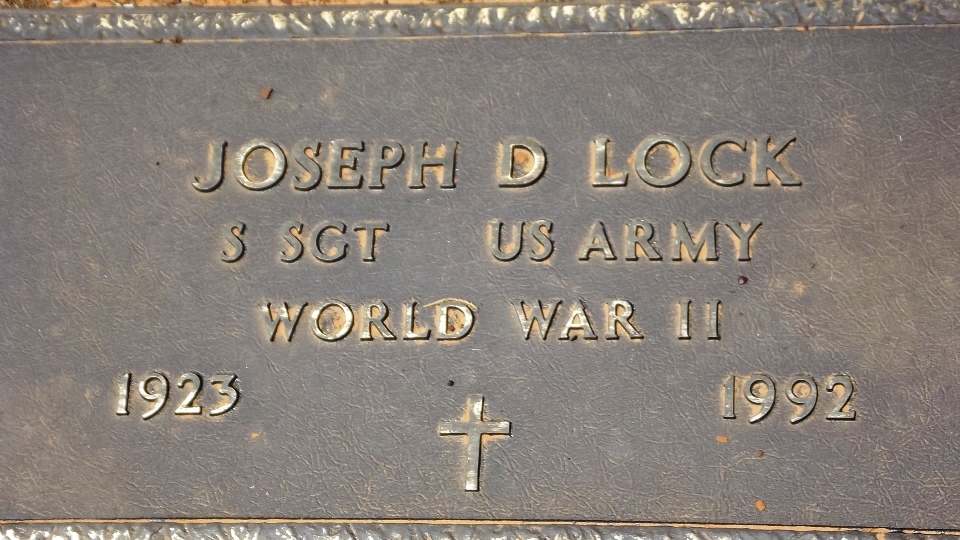 JOSEPH D LOCK
S SGT US ARMY
WORLD WAR II
1923 1992